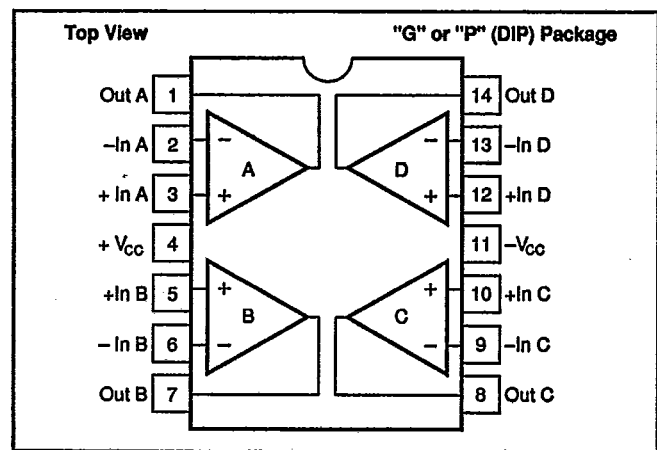 Top View
"G" or "P" (DIP) Package
Out A 1
14 Out D
–In A 2 –
– 13 –In D
A
D
+ In A 3 +
+ 12 +In D
+ VCC 4
11 –VCC
+In B 5 +
+ 10 +In C
B
C
– In B 6 –
– 9 –In C
Out B 7
8 Out C